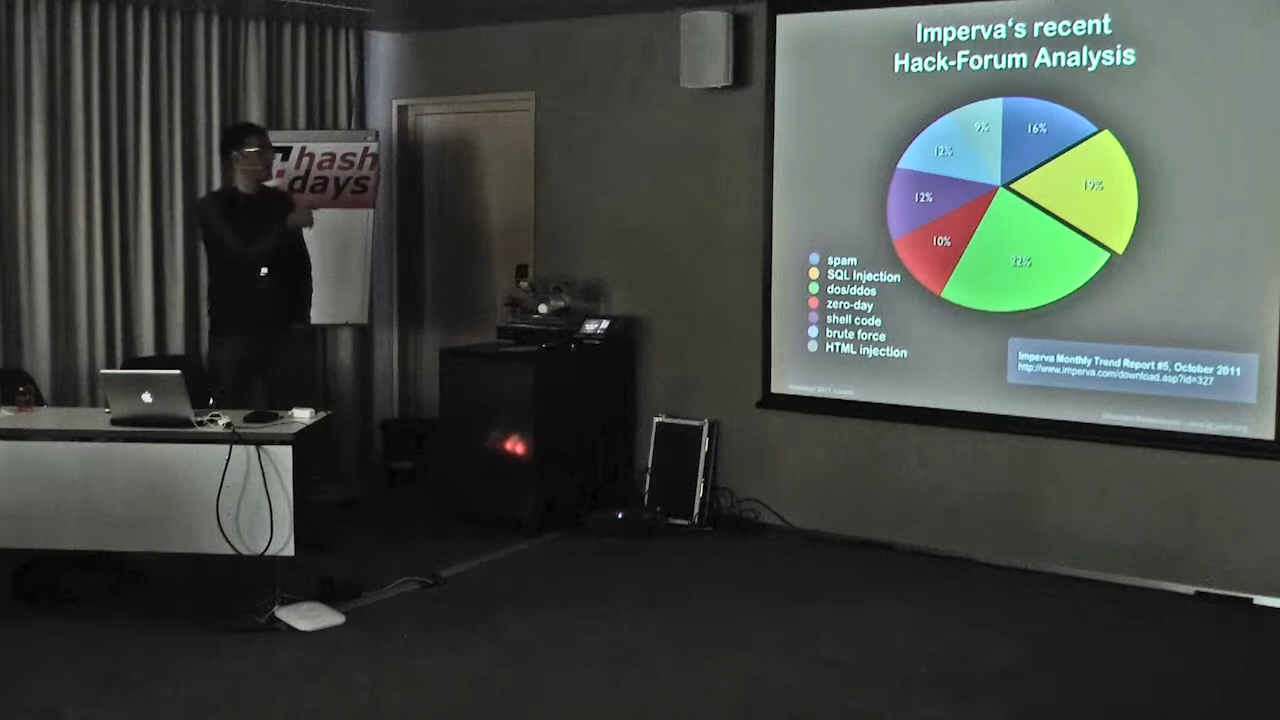 hash
days
Imperva‘s recent
Hack-Forum Analysis
9%
16%
12%
19%
12%
10%
22%
spam
SQL Injection
dos/ddos
zero-day
shell code
brute force
HTML injection
Imperva Monthly Trend Report #5, October 2011
http://www.imperva.com/download.asp?id=327